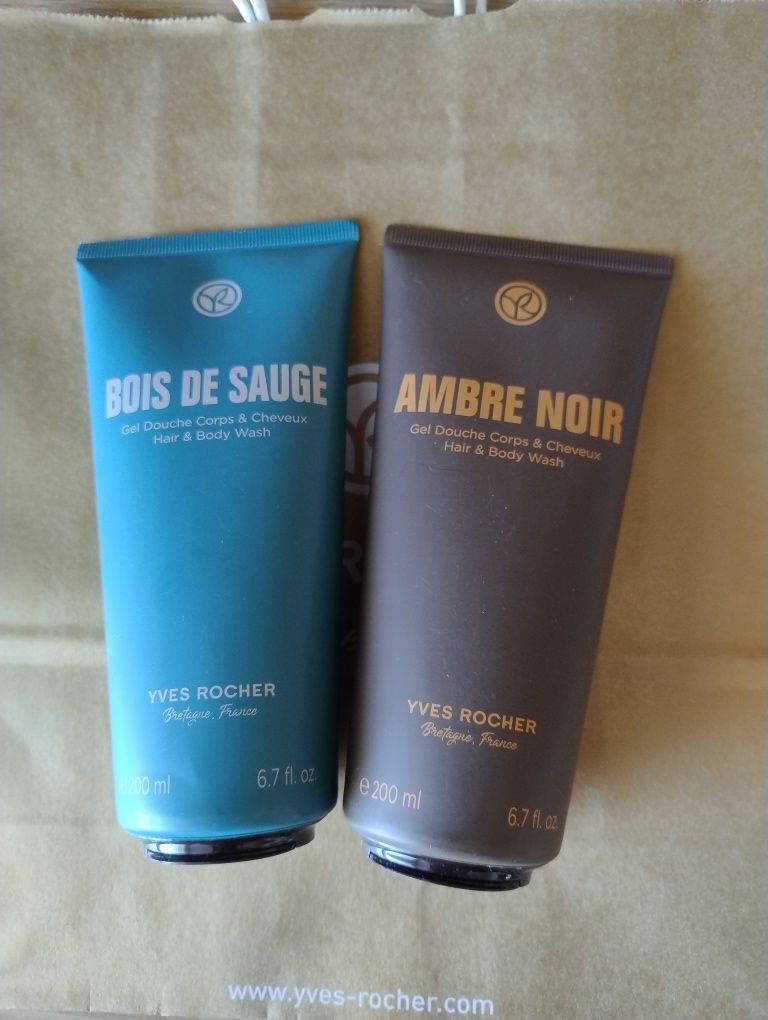 YR
BOIS DE SAUGE
Gel Douche Corps & Cheveux
Hair & Body Wash
YVES ROCHER
Bretagne, France
e 200 ml
6.7 fl. oz.
YR
AMBRE NOIR
Gel Douche Corps & Cheveux
Hair & Body Wash
YVES ROCHER
Bretagne, France
e 200 ml
6.7 fl. oz.
www.yves-rocher.com